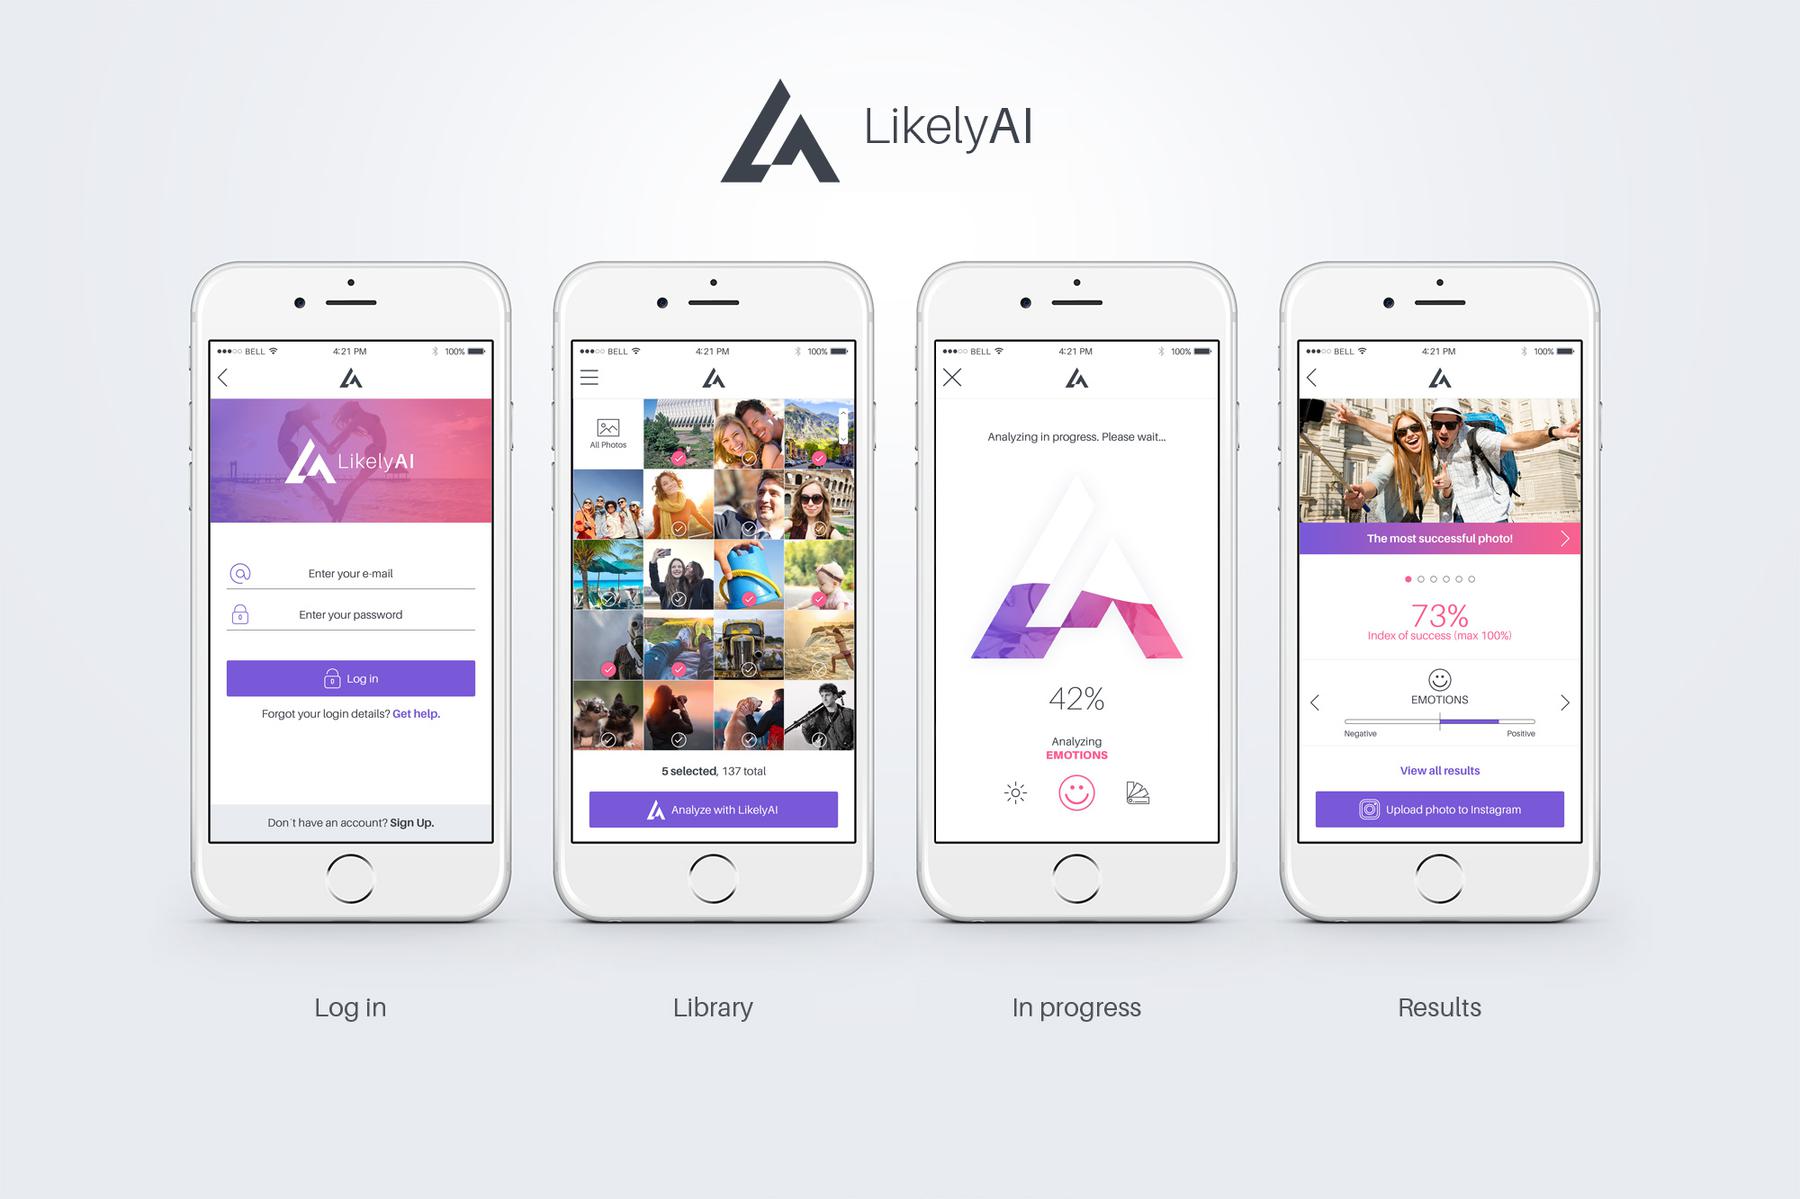 LikelyAI
BELL
4:21 PM
100%
LikelyAI
Enter your e-mail
Enter your password
Log in
Forgot your login details? Get help.
Don´t have an account? Sign Up.
BELL
4:21 PM
100%
All Photos
5 selected, 137 total
Analyze with LikelyAI
BELL
4:21 PM
100%
Analyzing in progress. Please wait...
42%
Analyzing
EMOTIONS
BELL
4:21 PM
100%
The most successful photo!
73%
Index of success (max 100%)
EMOTIONS
Negative
Positive
View all results
Upload photo to Instagram
Log in
Library
In progress
Results